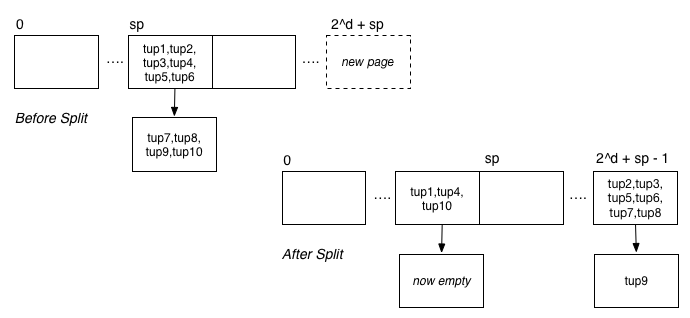 0
sp
2^d + sp
tup1,tup2,
tup3,tup4,
tup5,tup6
....
....
new page
Before Split
tup7,tup8,
tup9,tup10
0
sp
2^d + sp - 1
....
tup1,tup4,
tup10
....
tup2,tup3,
tup5,tup6,
tup7,tup8
After Split
now empty
tup9